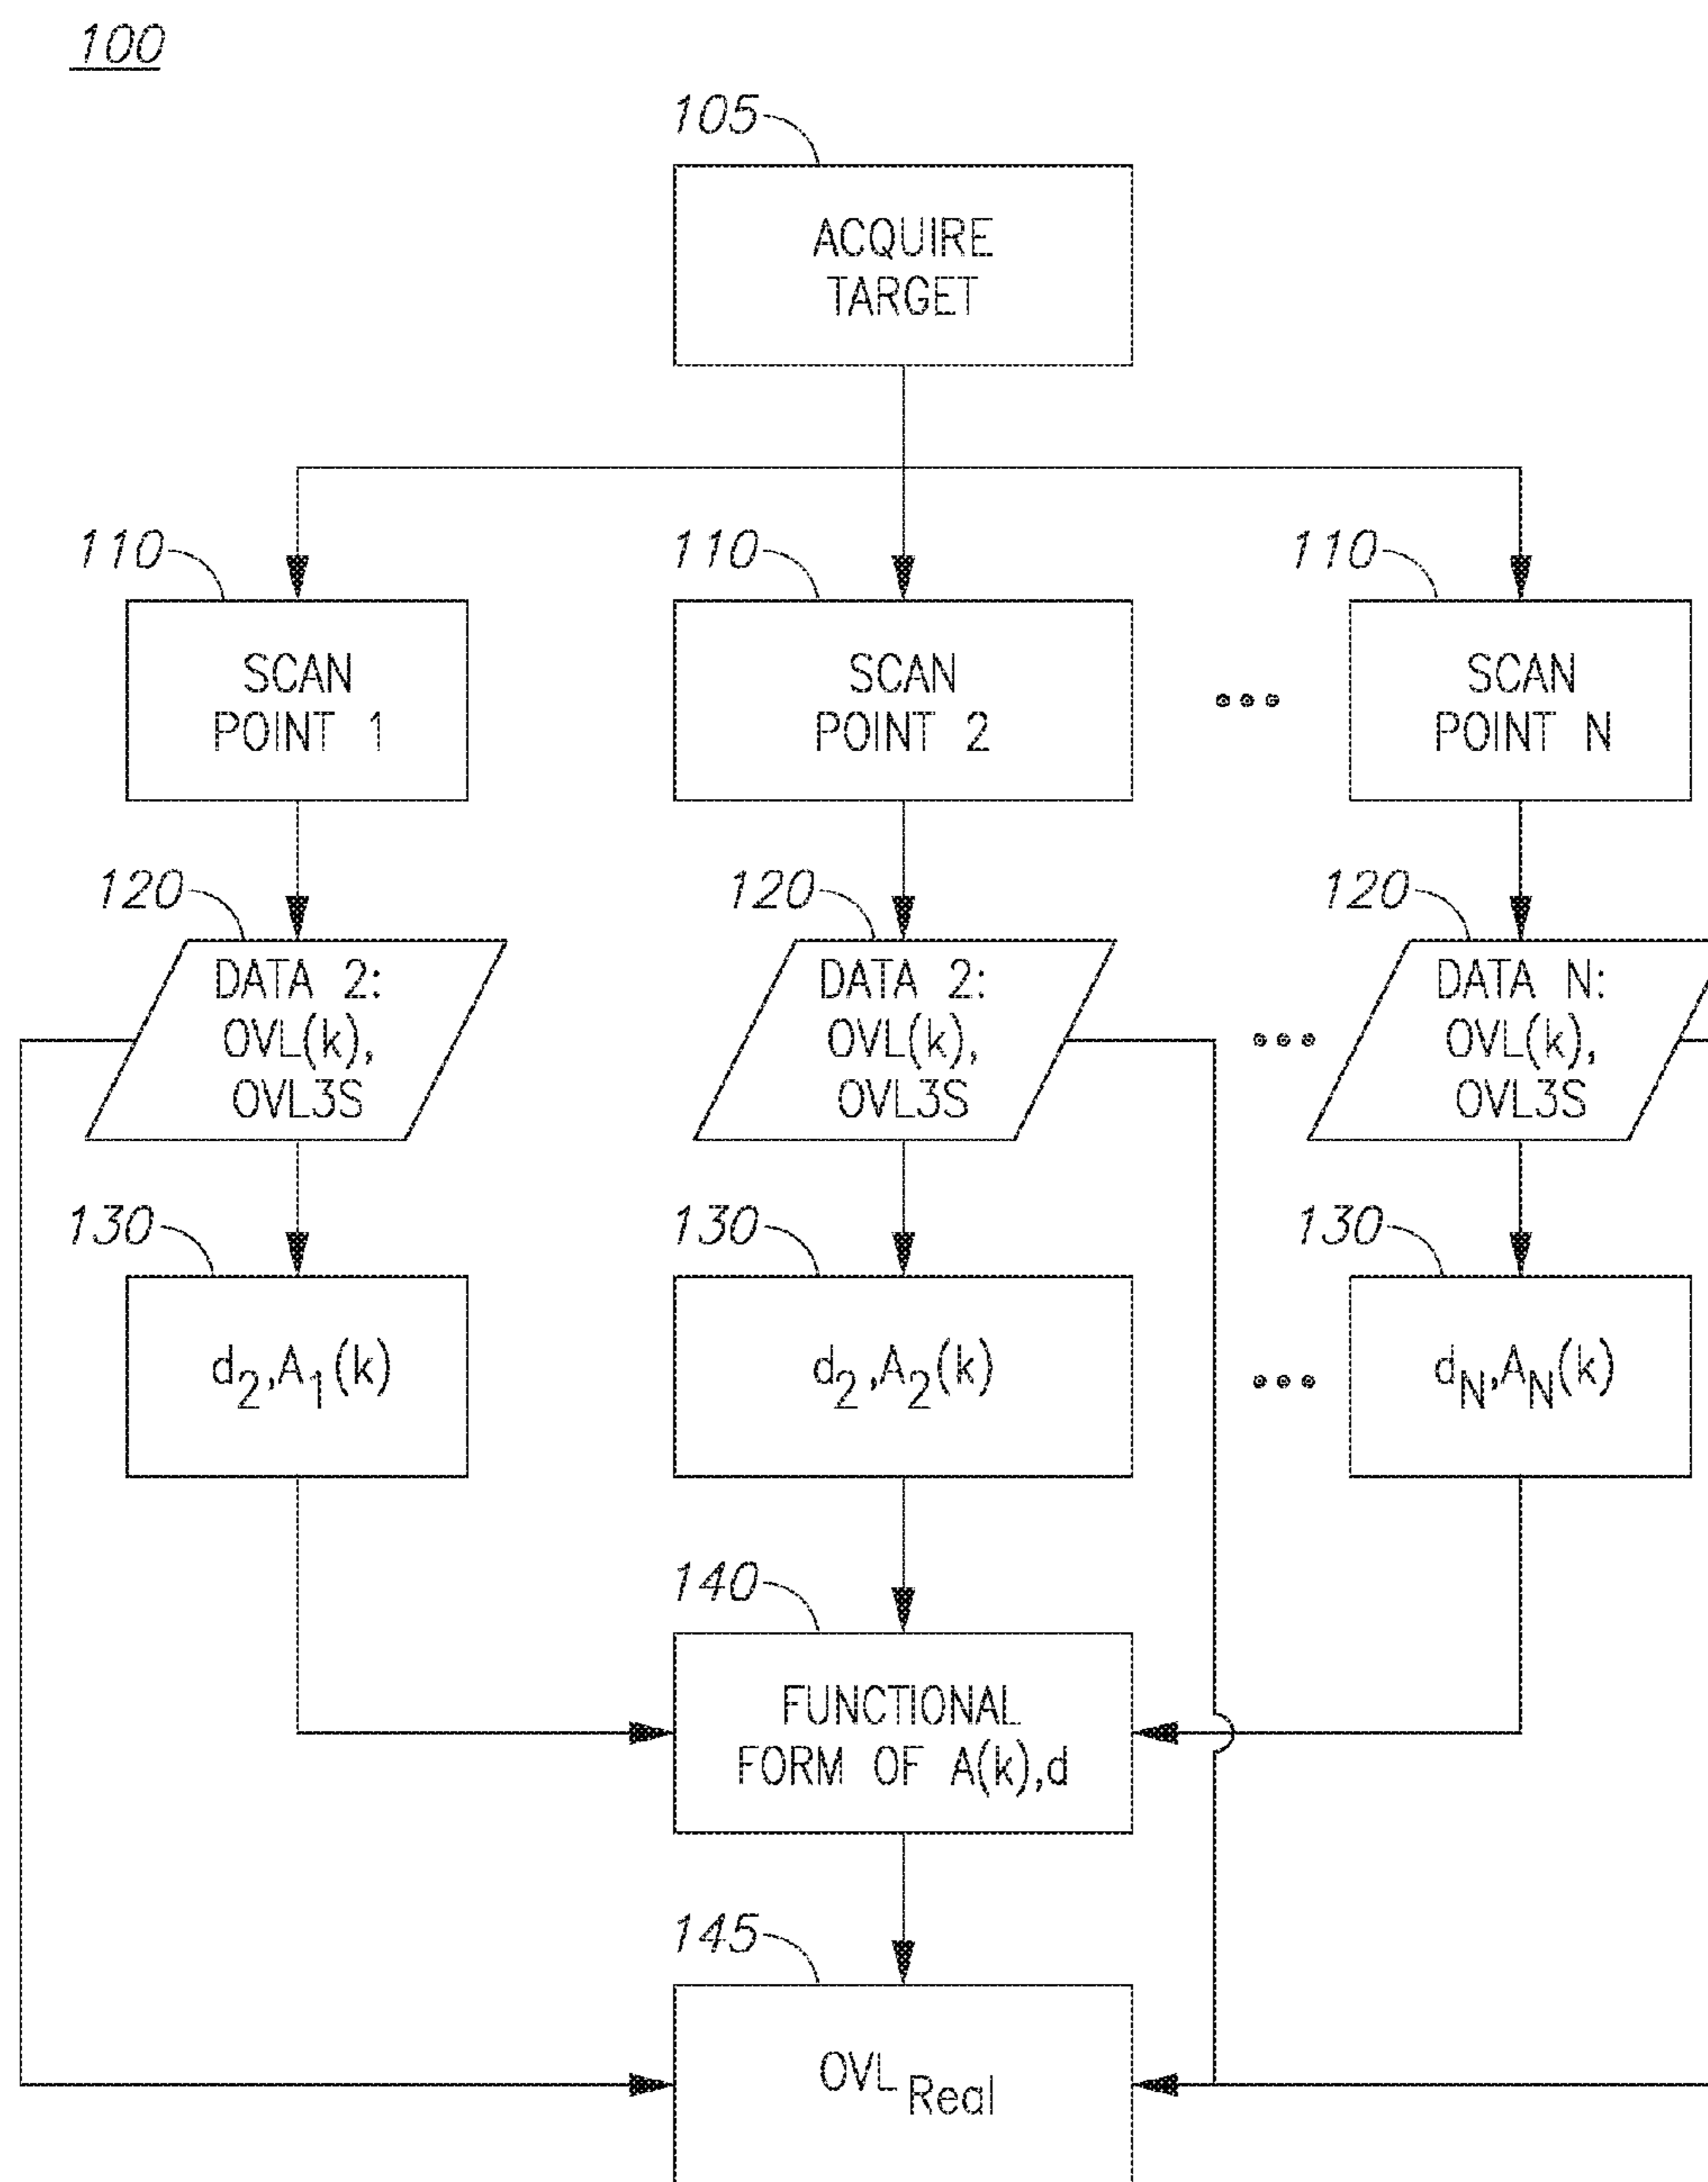 100
105
ACQUIRE
TARGET
110
110
110
SCAN
POINT 1
SCAN
POINT 2
SCAN
POINT N
120
120
120
DATA 2:
OVL(k),
OVL3S
DATA 2:
OVL(k),
OVL3S
DATA N:
OVL(k),
OVL3S
130
130
130
d2,A1(k)
d2,A2(k)
dN,AN(k)
140
FUNCTIONAL
FORM OF A(k),d
145
OVL Real